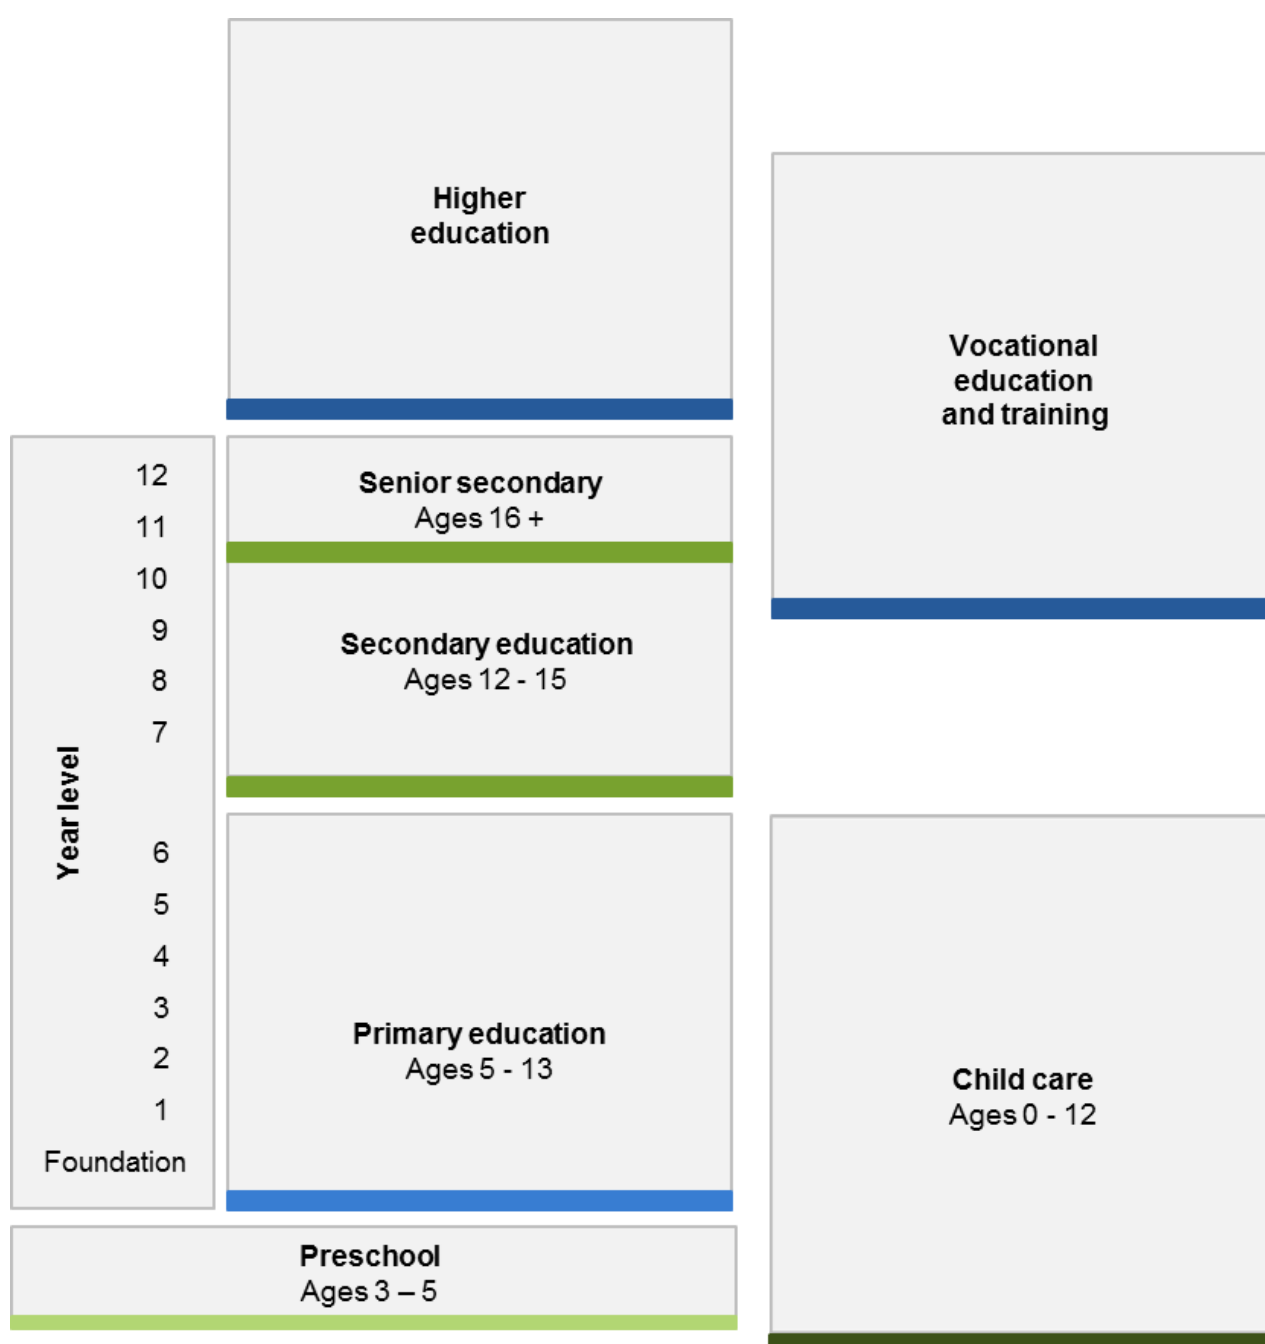 Higher
education
Vocational
education
and training
12
11
10
9
8
7
6
5
4
3
2
1
Foundation
Year level
Senior secondary
Ages 16 +
Secondary education
Ages 12 - 15
Primary education
Ages 5 - 13
Child care
Ages 0 - 12
Preschool
Ages 3 – 5